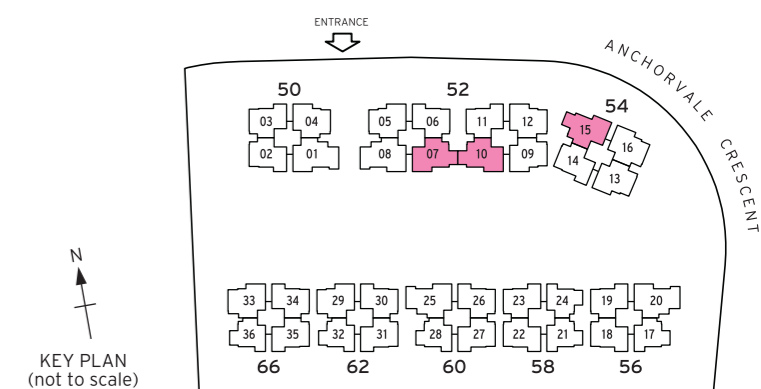 ENTRANCE
ANCHORVALE CRESCENT
50 52 54
03 04 05 06 11 12 15 16
02 01 08 07 10 09 14 13
N
33 34 29 30 25 26 23 24 19 20
36 35 32 31 28 27 22 21 18 17
KEY PLAN
(not to scale)
66 62 60 58 56